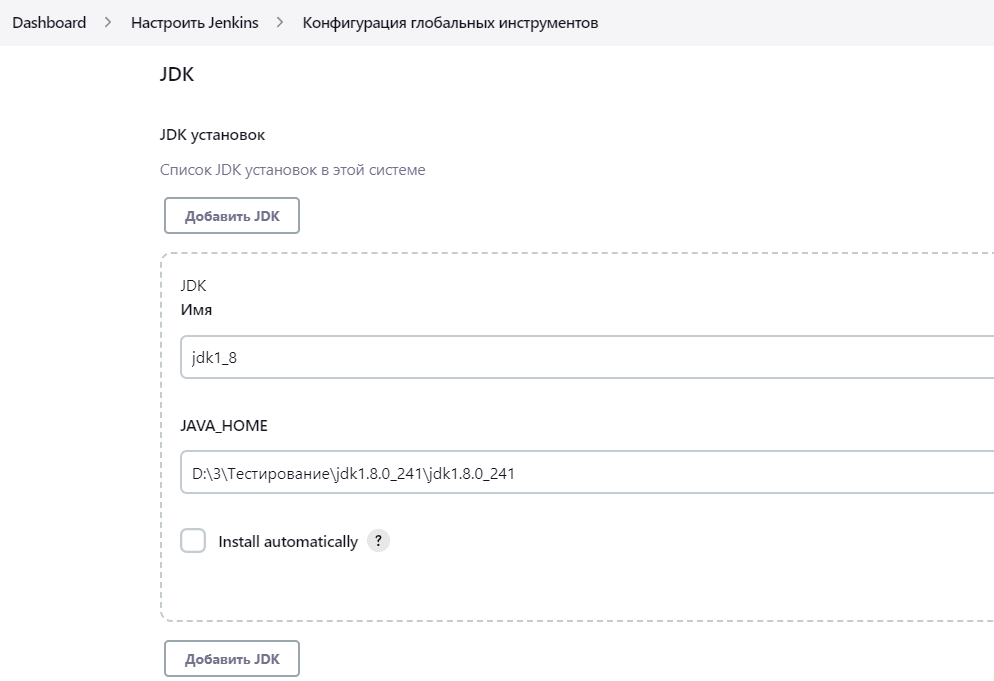 Dashboard > Настроить Jenkins > Конфигурация глобальных инструментов
JDK
JDK установок
Список JDK установок в этой системе
Добавить JDK
JDK
Имя
jdk1_8
JAVA_HOME
D:\3\Тестирование\jdk1.8.0_241\jdk1.8.0_241
Install automatically ?
Добавить JDK